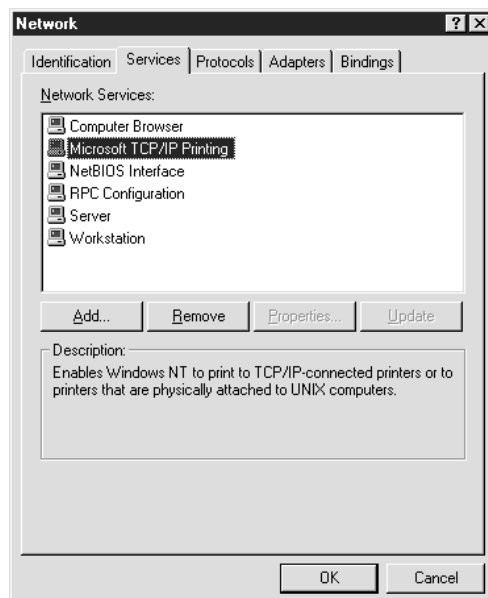 Network
Identification Services Protocols Adapters Bindings
Network Services:
Computer Browser
Microsoft TCP/IP Printing
NetBIOS Interface
RPC Configuration
Server
Workstation
Add... Remove Properties... Update
Description:
Enables Windows NT to print to TCP/IP-connected printers or to
printers that are physically attached to UNIX computers.
OK Cancel